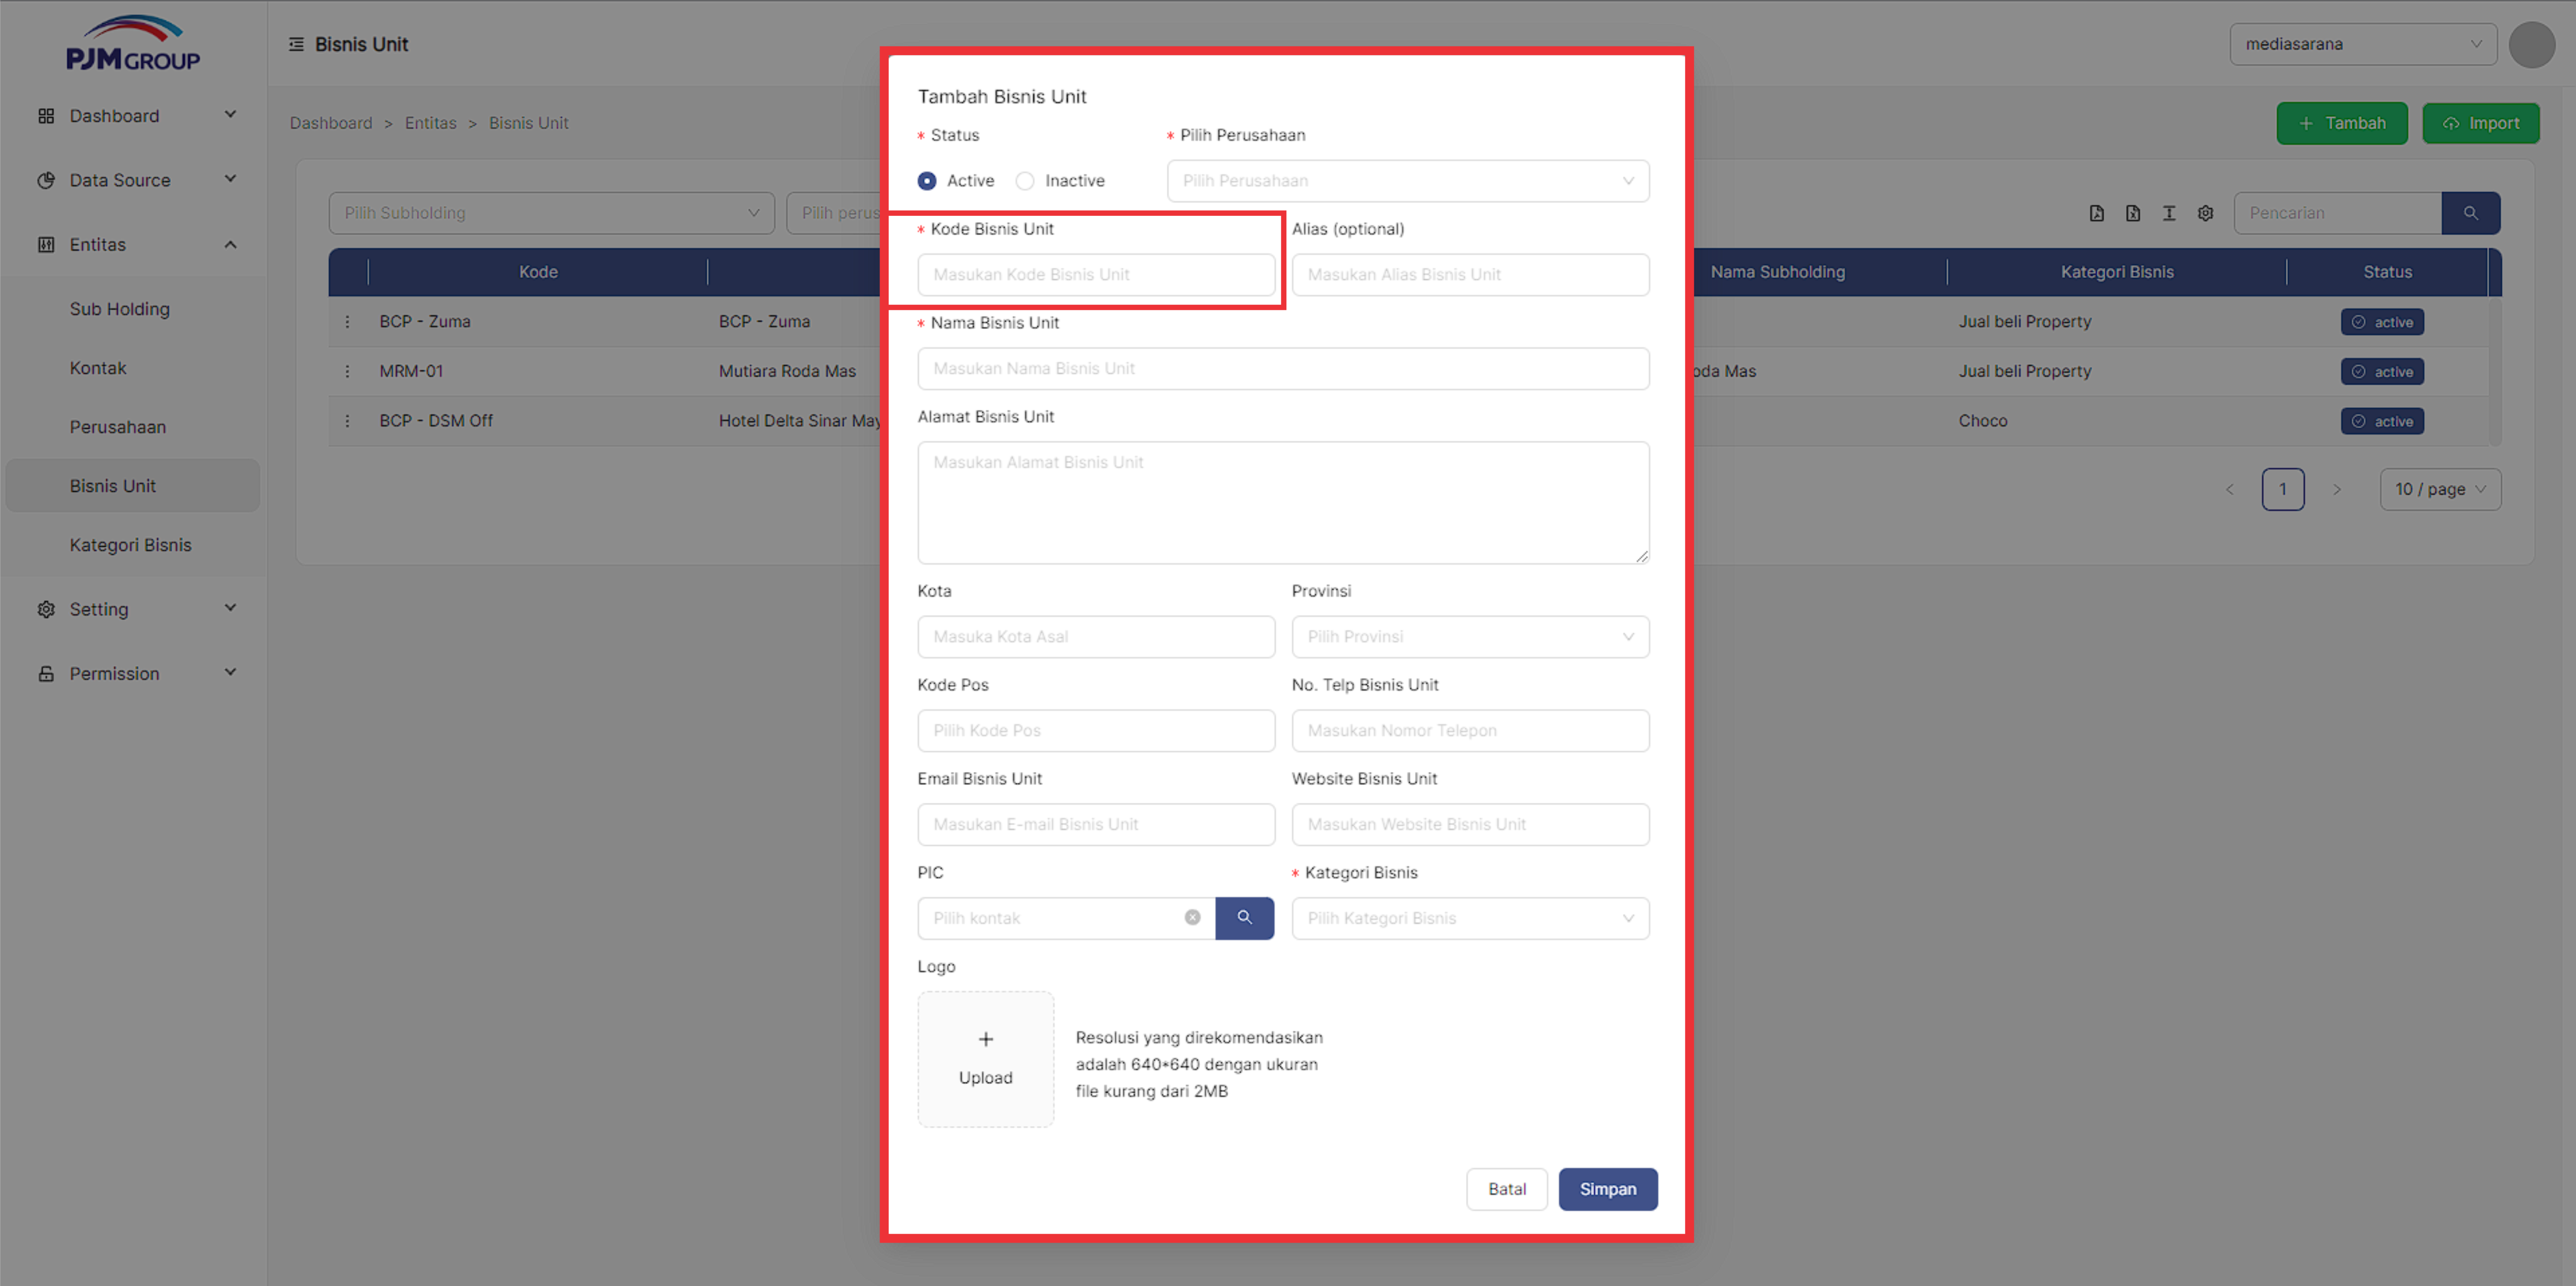 PJM GROUP
Dashboard
Data Source
Entitas
Sub Holding
Kontak
Perusahaan
Bisnis Unit
Kategori Bisnis
Setting
Permission
Bisnis Unit
mediasarana
Dashboard > Entitas > Bisnis Unit
+ Tambah
Import
Pilih Subholding
Pilih perus
Pencarian
Kode
Nama Subholding
Kategori Bisnis
Status
BCP - Zuma
BCP - Zuma
Jual beli Property
active
MRM-01
Mutiara Roda Mas
oda Mas
Jual beli Property
active
BCP - DSM Off
Hotel Delta Sinar May
Choco
active
< 1 >
10 / page
Tambah Bisnis Unit
* Status
* Pilih Perusahaan
Active
Inactive
Pilih Perusahaan
* Kode Bisnis Unit
Alias (optional)
Masukan Kode Bisnis Unit
Masukan Alias Bisnis Unit
* Nama Bisnis Unit
Masukan Nama Bisnis Unit
Alamat Bisnis Unit
Masukan Alamat Bisnis Unit
Kota
Provinsi
Masuka Kota Asal
Pilih Provinsi
Kode Pos
No. Telp Bisnis Unit
Pilih Kode Pos
Masukan Nomor Telepon
Email Bisnis Unit
Website Bisnis Unit
Masukan E-mail Bisnis Unit
Masukan Website Bisnis Unit
PIC
* Kategori Bisnis
Pilih kontak
Pilih Kategori Bisnis
Logo
+
Upload
Resolusi yang direkomendasikan
adalah 640*640 dengan ukuran
file kurang dari 2MB
Batal
Simpan